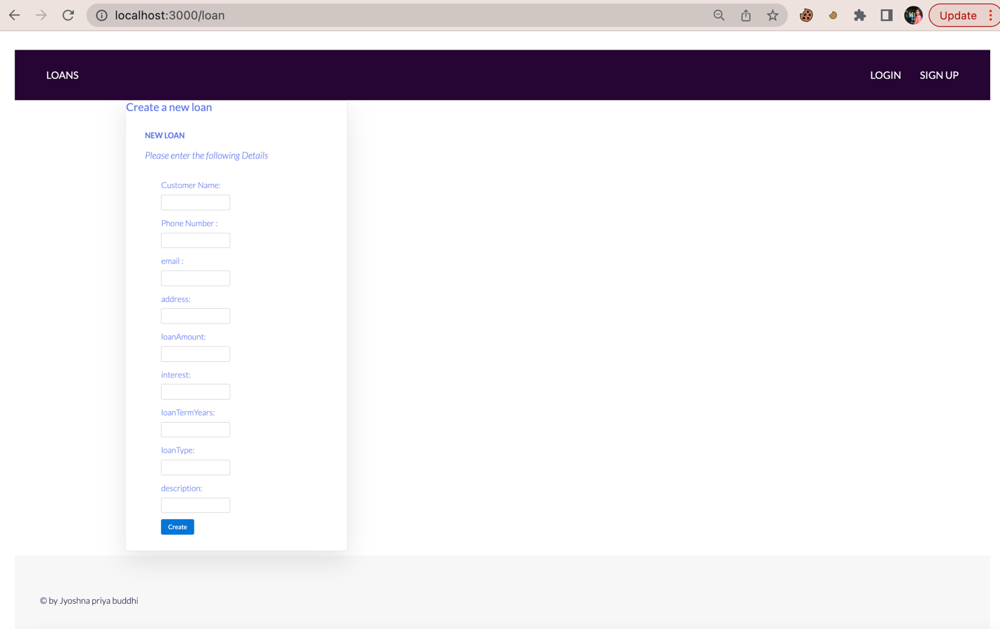 localhost:3000/loan
Update
LOANS
LOGIN
SIGN UP
Create a new loan
NEW LOAN
Please enter the following Details
Customer Name:
Phone Number :
email :
address:
loanAmount:
interest:
loanTermYears:
loanType:
description:
Create
© by Jyoshna priya buddhi